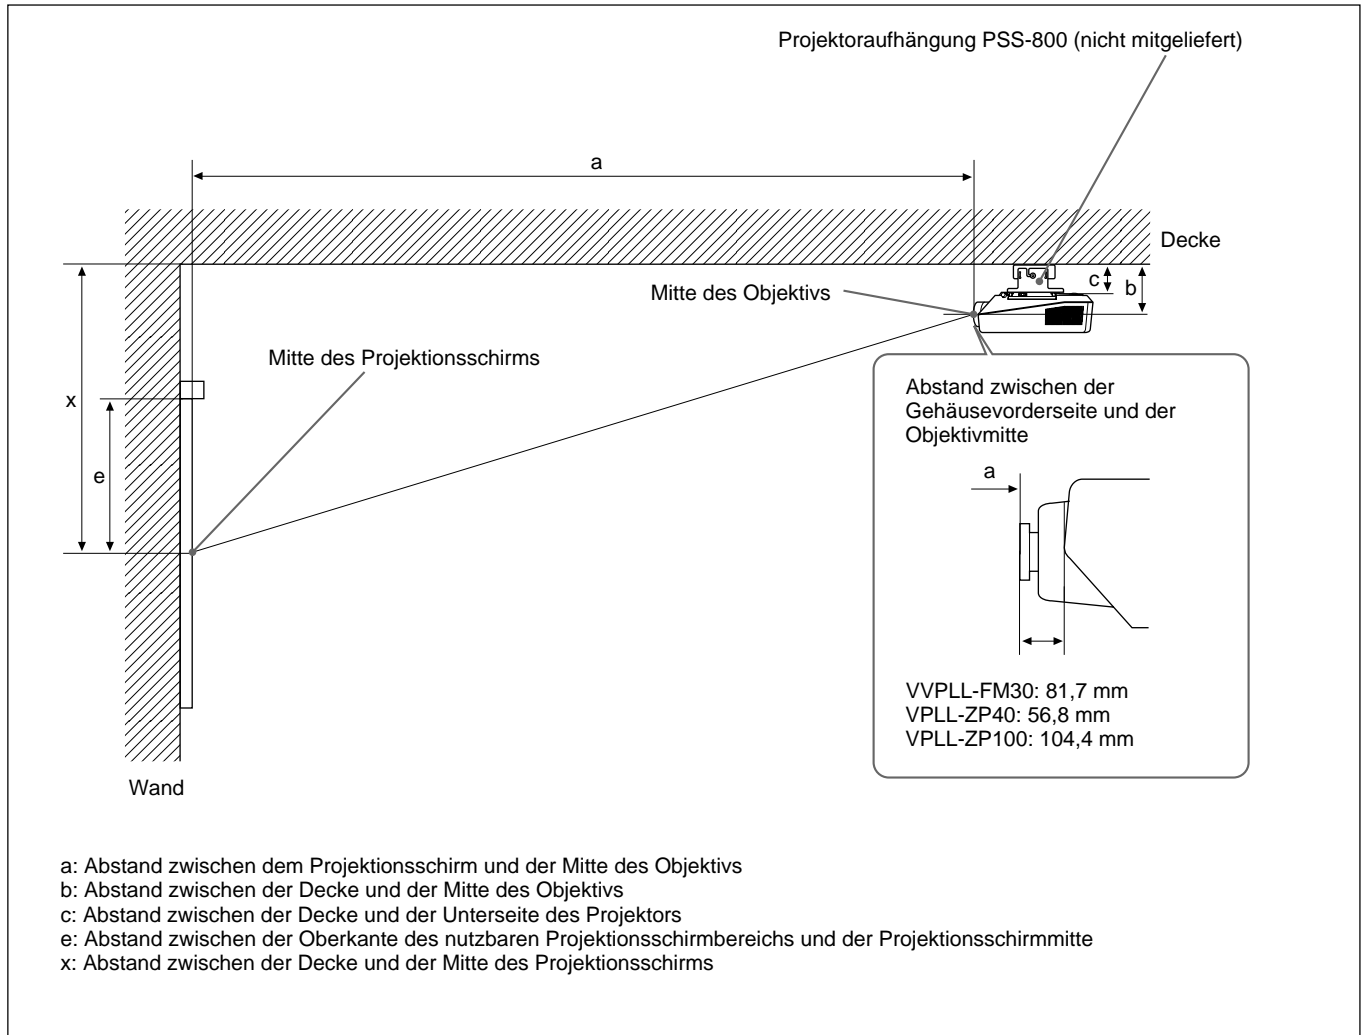 Projektoraufhängung PSS-800 (nicht mitgeliefert)
a
Decke
c
b
Mitte des Objektivs
Mitte des Projektionsschirms
x
e
Abstand zwischen der
Gehäusevorderseite und der
Objektivmitte
a
VVPLL-FM30: 81,7 mm
VPLL-ZP40: 56,8 mm
VPLL-ZP100: 104,4 mm
Wand
a: Abstand zwischen dem Projektionsschirm und der Mitte des Objektivs
b: Abstand zwischen der Decke und der Mitte des Objektivs
c: Abstand zwischen der Decke und der Unterseite des Projektors
e: Abstand zwischen der Oberkante des nutzbaren Projektionsschirmbereichs und der Projektionsschirmmitte
x: Abstand zwischen der Decke und der Mitte des Projektionsschirms